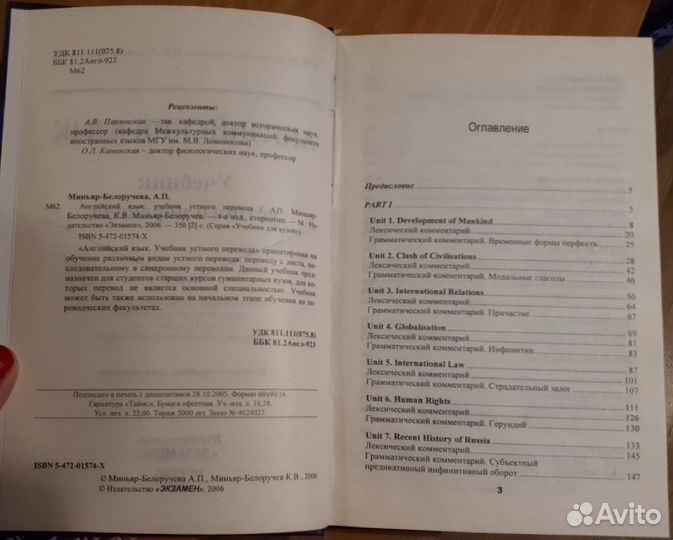 УДК 811.111(075.8)
ББК 81.2Англ-923
М62
Рецензенты:
А.В. Павловская – зав. кафедрой, доктор исторических наук,
профессор (кафедра Межкультурных коммуникаций факультета
иностранных языков МГУ им. М.В. Ломоносова)
О.Л. Каменская – доктор филологических наук, профессор
Миньяр-Белоручева, А.П.
М62 Английский язык: учебник устного перевода / А.П. Миньяр-
Белоручева, К.В. Миньяр-Белоручев. — 4-е изд., стереотип. — М.: Из-
дательство «Экзамен», 2006. — 350 [2] с. (Серия «Учебник для вузов»)
ISBN 5-472-01574-X
«Английский язык. Учебник устного перевода» ориентирован на
обучение различным видам устного перевода: переводу с листа, по-
следовательному и синхронному переводам. Данный учебник пред-
назначен для студентов старших курсов гуманитарных вузов, для ко-
торых перевод не является основной специальностью. Учебник
может быть также использован на начальном этапе обучения на пе-
реводческих факультетах.
УДК 811.111(075.8)
ББК 81.2Англ-923
Подписано в печать с диапозитивов 28.10.2005. Формат 60х90/16
Гарнитура «Таймс». Бумага офсетная. Уч.-изд. л. 16,28.
Усл. печ. л. 22,00. Тираж 5000 экз. Заказ № 4624027.
ISBN 5-472-01574-X
© Миньяр-Белоручева А.П., Миньяр-Белоручев К.В., 2006
© Издательство «ЭКЗАМЕН», 2006
Оглавление
Предисловие 5
PART I 5
Unit 1. Development of Mankind 8
Лексический комментарий 20
Грамматический комментарий. Временные формы перфекта 25
Unit 2. Clash of Civilisations 28
Лексический комментарий 42
Грамматический комментарий. Модальные глаголы 46
Unit 3. International Relations 50
Лексический комментарий 64
Грамматический комментарий. Причастие 67
Unit 4. Globalisation 69
Лексический комментарий 81
Грамматический комментарий. Инфинитив 83
Unit 5. International Law 87
Лексический комментарий 101
Грамматический комментарий. Страдательный залог 107
Unit 6. Human Rights 111
Лексический комментарий 126
Грамматический комментарий. Герундий 130
Unit 7. Recent History of Russia 133
Лексический комментарий 145
Грамматический комментарий. Субъектный
предикативный инфинитивный оборот 147
3
Avito